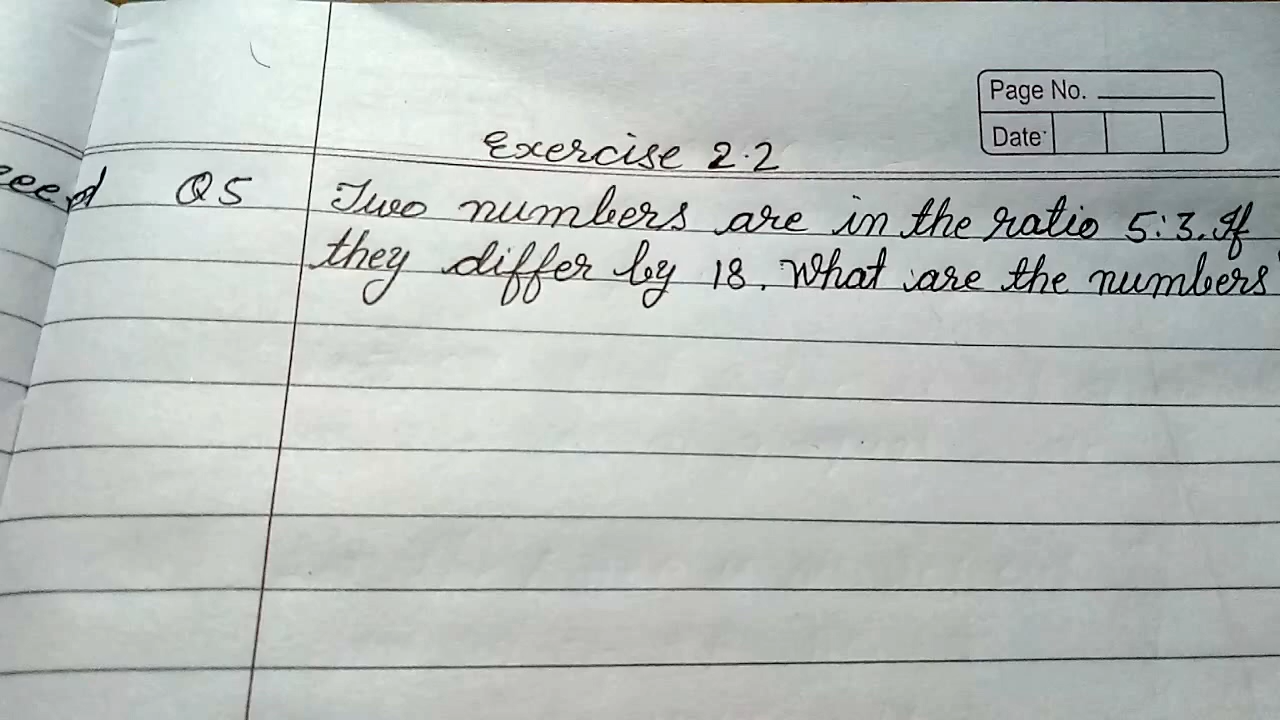 Page No.
Date
Exercise 2.2
Q5 Two numbers are in the ratio 5:3. If
they differ by 18. What are the numbers